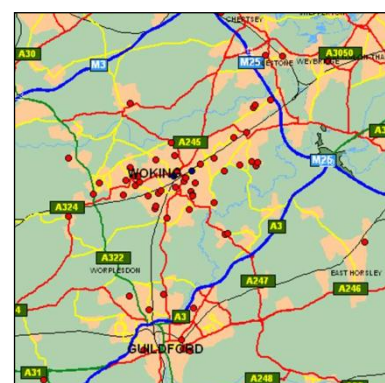 CHERTSEY
A30
A3050
M3
M25
WEYBRIDGE
A245
M26
WOKING
A324
A3
A322
WORPLESDON
A247
EAST HORSLEY
A246
A3
GUILDFORD
A31
A248